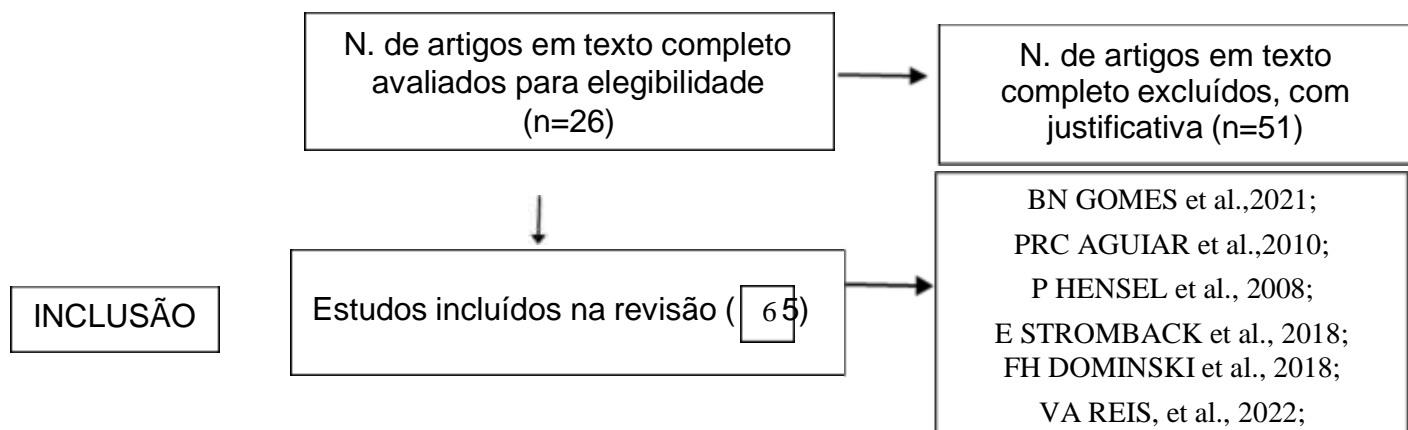 N. de artigos em texto completo
avaliados para elegibilidade
(n=26)
N. de artigos em texto
completo excluídos, com
justificativa (n=51)
INCLUSÃO
Estudos incluídos na revisão ( 6 5)
BN GOMES et al.,2021;
PRC AGUIAR et al.,2010;
P HENSEL et al., 2008;
E STROMBACK et al., 2018;
FH DOMINSKI et al., 2018;
VA REIS, et al., 2022;